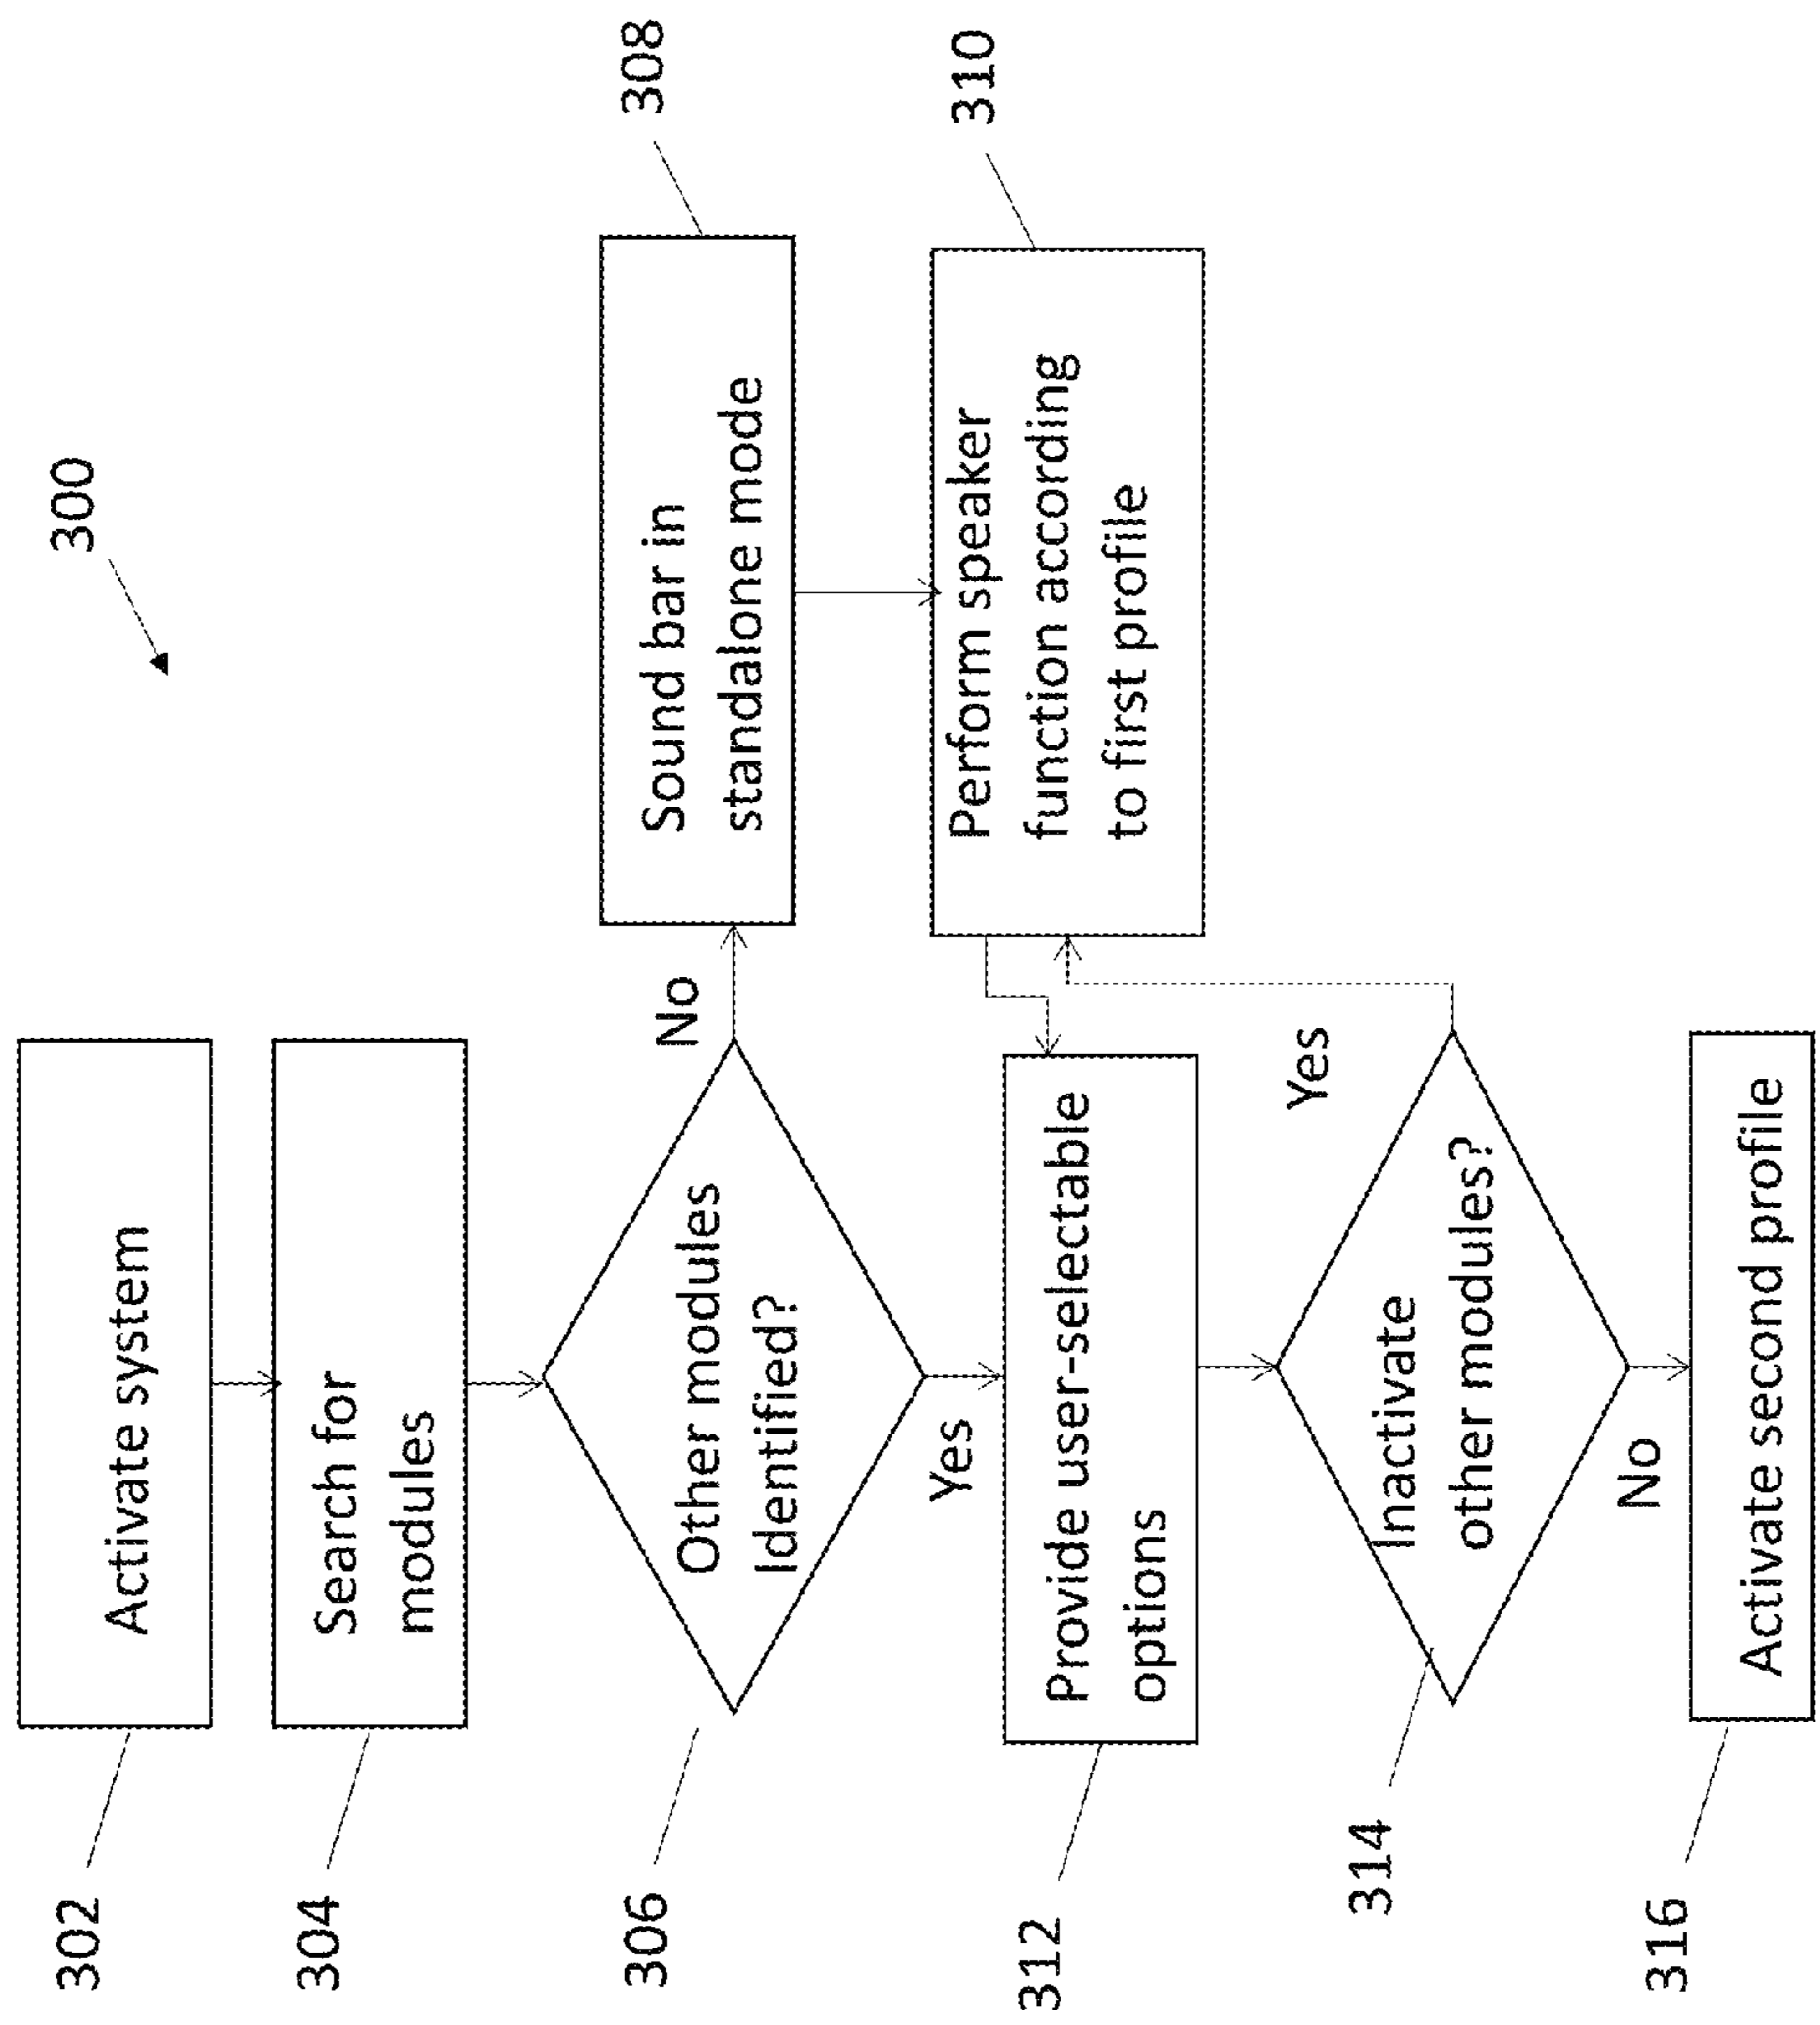 300
302
Activate system
304
Search for
modules
306
Other modules
Identified?
No
308
Sound bar in
standalone mode
310
Perform speaker
function according
to first profile
Yes
312
Provide user-selectable
options
314
Inactivate
other modules?
Yes
No
316
Activate second profile